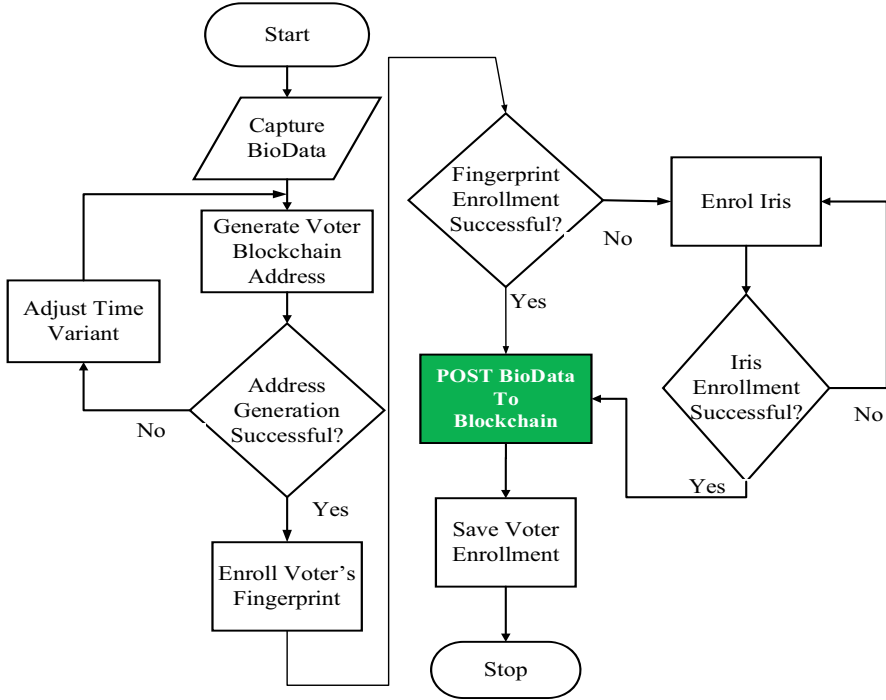 Start
Capture
BioData
Generate Voter
Blockchain
Address
Adjust Time
Variant
Address
Generation
Successful?
No
Yes
Enroll Voter's
Fingerprint
Fingerprint
Enrollment
Successful?
No
Yes
Enrol Iris
Iris
Enrollment
Successful?
No
Yes
POST BioData
To
Blockchain
Save Voter
Enrollment
Stop